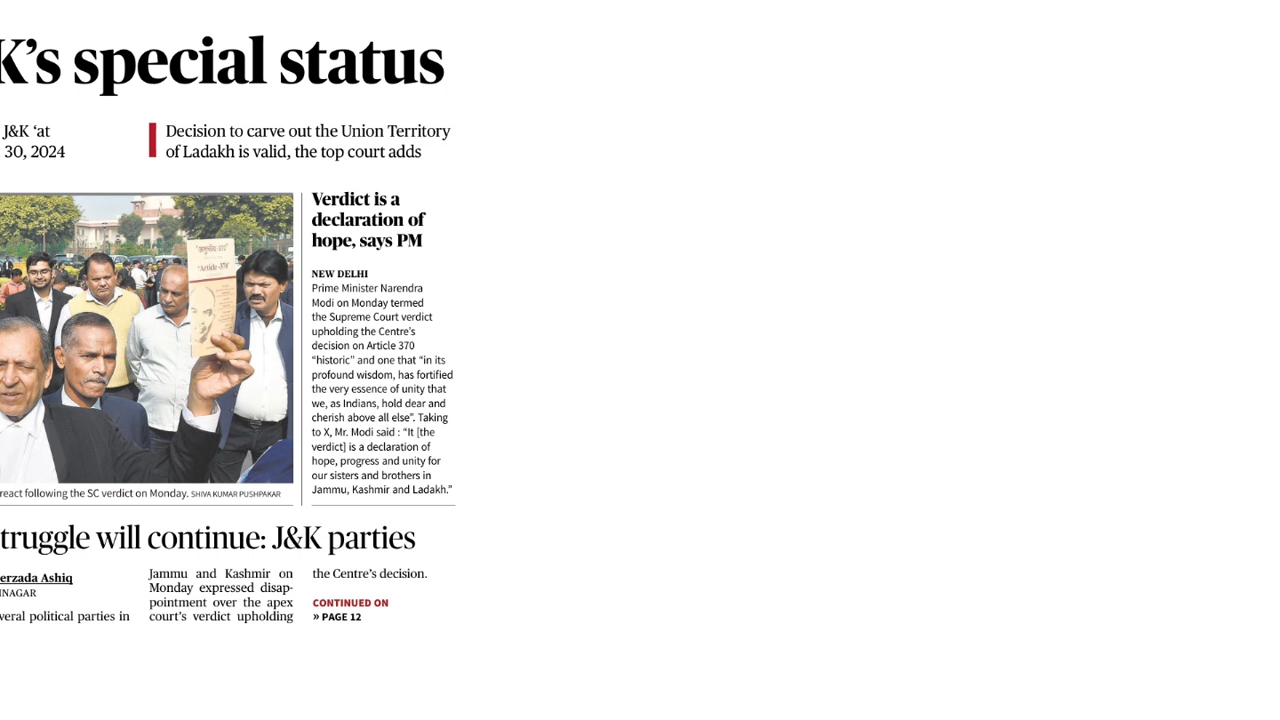 K’s special status
J&K ‘at
30, 2024
Decision to carve out the Union Territory
of Ladakh is valid, the top court adds
"अनुच्छेद-370"
"Article-370"
react following the SC verdict on Monday. SHIVA KUMAR PUSHPAKAR
Verdict is a
declaration of
hope, says PM
NEW DELHI
Prime Minister Narendra
Modi on Monday termed
the Supreme Court verdict
upholding the Centre’s
decision on Article 370
“historic” and one that “in its
profound wisdom, has fortified
the very essence of unity that
we, as Indians, hold dear and
cherish above all else”. Taking
to X, Mr. Modi said : “It [the
verdict] is a declaration of
hope, progress and unity for
our sisters and brothers in
Jammu, Kashmir and Ladakh.”
truggle will continue: J&K parties
erzada Ashiq
INAGAR
veral political parties in
Jammu and Kashmir on
Monday expressed disap-
pointment over the apex
court’s verdict upholding
the Centre’s decision.
CONTINUED ON
» PAGE 12